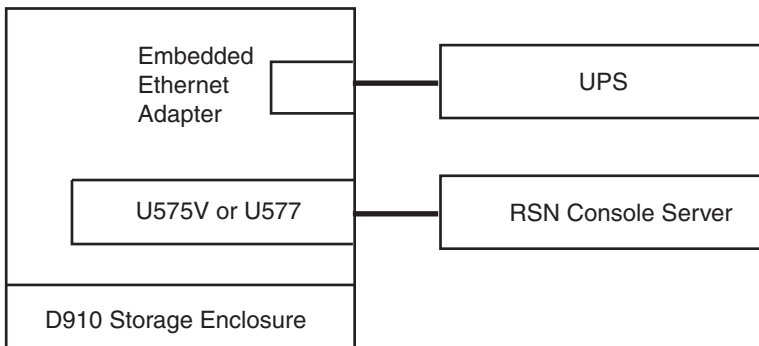 Embedded
Ethernet
Adapter
UPS
U575V or U577
RSN Console Server
D910 Storage Enclosure